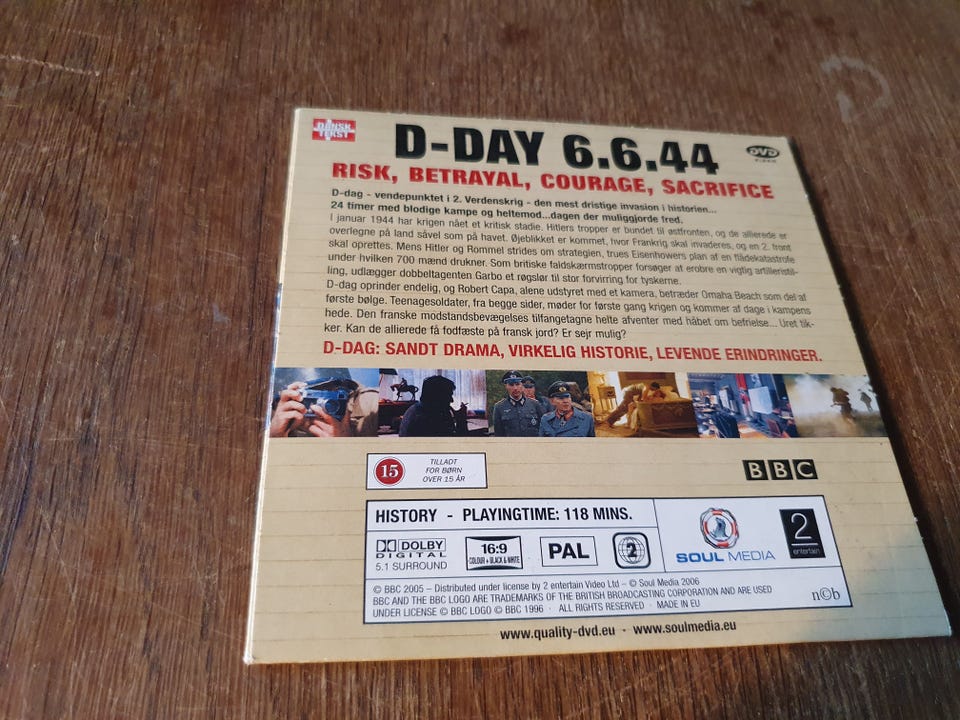 DANSK
TEKST
D-DAY 6.6.44
DVD
VIDEO
RISK, BETRAYAL, COURAGE, SACRIFICE
D-dag - vendepunktet i 2. Verdenskrig - den mest dristige invasion i historien...
24 timer med blodige kampe og heltemod...dagen der muliggjorde fred.
I januar 1944 har krigen nået et kritisk stadie. Hitlers tropper er bundet til østfronten, og de allierede er
overlegne på land såvel som på havet. Øjeblikket er kommet, hvor Frankrig skal invaderes, og en 2. front
skal oprettes. Mens Hitler og Rommel strides om strategien, trues Eisenhowers plan af en flådekatastrofe
under hvilken 700 mænd drukner. Som britiske faldskærmstropper forsøger at erobre en vigtig artilleristil-
ling, udlægger dobbeltagenten Garbo et røgslør til stor forvirring for tyskerne.
D-dag oprinder endelig, og Robert Capa, alene udstyret med et kamera, betræder Omaha Beach som del af
første bølge. Teenagesoldater, fra begge sider, møder for første gang krigen og kommer af dage i kampens
hede. Den franske modstandsbevægelses tilfangetagne helte afventer med håbet om befrielse... Uret tik-
ker. Kan de allierede få fodfæste på fransk jord? Er sejr mulig?
D-DAG: SANDT DRAMA, VIRKELIG HISTORIE, LEVENDE ERINDRINGER.
15
TILLADT
FOR BØRN
OVER 15 ÅR
BBC
HISTORY - PLAYINGTIME: 118 MINS.
DOLBY
DIGITAL
5.1 SURROUND
16:9
COLOUR + BLACK & WHITE
PAL
2
SOUL MEDIA
2
entertain
© BBC 2005 – Distributed under license by 2 entertain Video Ltd – © Soul Media 2006
BBC AND THE BBC LOGO ARE TRADEMARKS OF THE BRITISH BROADCASTING CORPORATION AND ARE USED
UNDER LICENSE © BBC LOGO © BBC 1996 · ALL RIGHTS RESERVED · MADE IN EU
n©b
www.quality-dvd.eu · www.soulmedia.eu